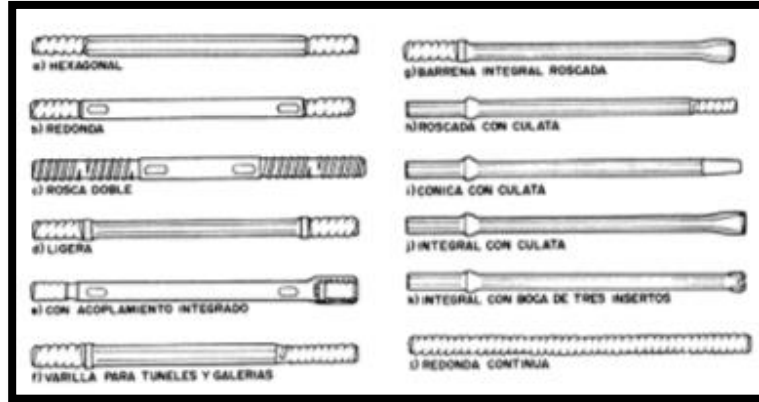 a) HEXAGONAL
b) REDONDA
c) ROSCA DOBLE
d) LIGERA
e) CON ACOPLAMIENTO INTEGRADO
f) VARILLA PARA TUNELES Y GALERIAS
g) BARRENA INTEGRAL ROSCADA
h) ROSCADA CON CULATA
i) CONICA CON CULATA
j) INTEGRAL CON CULATA
k) INTEGRAL CON BOCA DE TRES INSERTOS
l) REDONDA CONTINUA